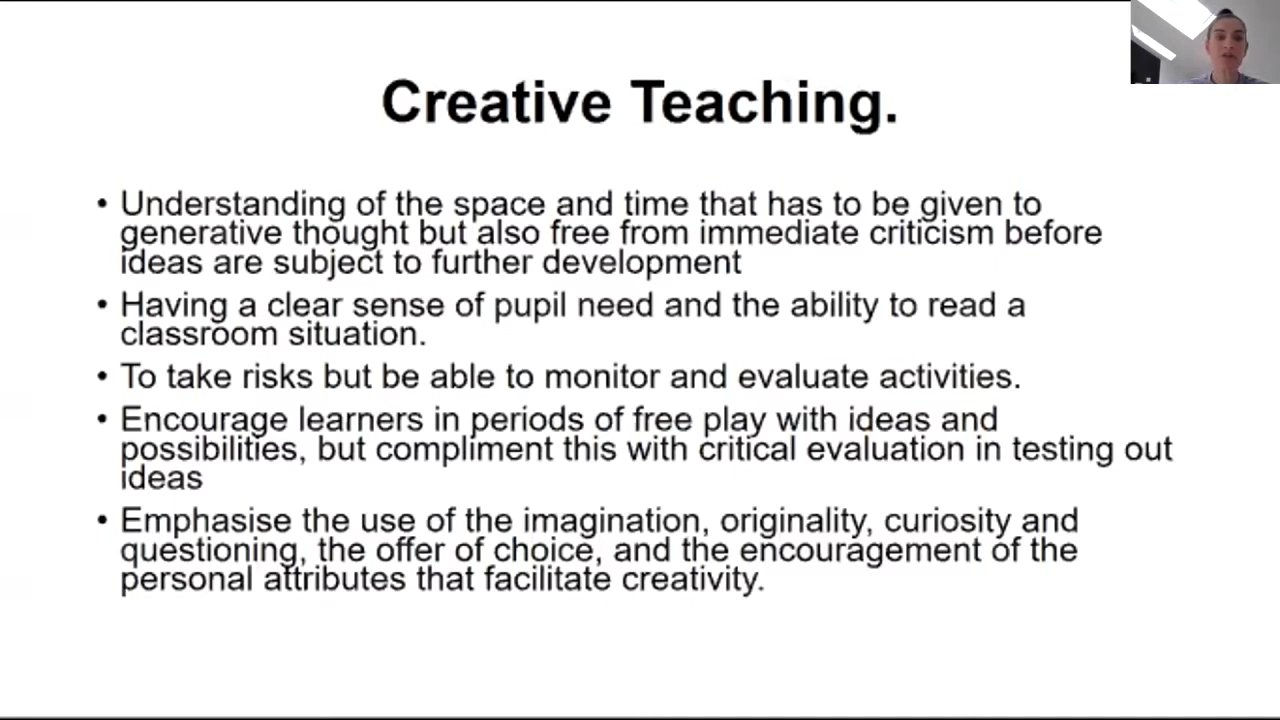 Creative Teaching.
• Understanding of the space and time that has to be given to
generative thought but also free from immediate criticism before
ideas are subject to further development
• Having a clear sense of pupil need and the ability to read a
classroom situation.
• To take risks but be able to monitor and evaluate activities.
• Encourage learners in periods of free play with ideas and
possibilities, but compliment this with critical evaluation in testing out
ideas
• Emphasise the use of the imagination, originality, curiosity and
questioning, the offer of choice, and the encouragement of the
personal attributes that facilitate creativity.